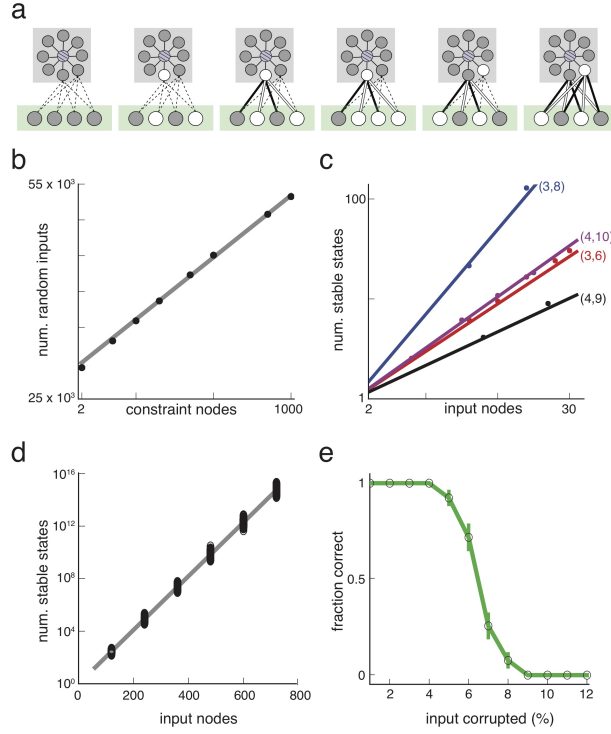 a
b
55 x 10³
num. random inputs
25 x 10³
2
constraint nodes
1000
c
100
(3,8)
(4,10)
(3,6)
(4,9)
num. stable states
1
2
input nodes
30
d
10¹⁶
10¹²
10⁸
10⁴
10⁰
num. stable states
0
200
400
600
800
input nodes
e
1
0.5
0
fraction correct
2
4
6
8
10
12
input corrupted (%)